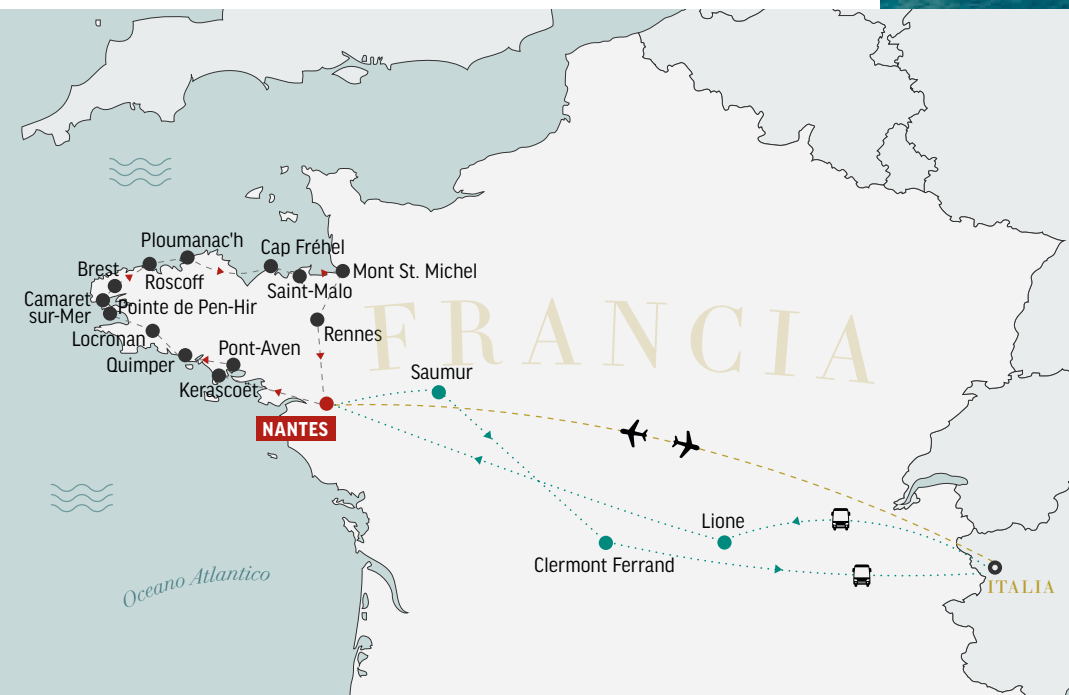 Ploumanac'h
Cap Fréhel
Brest
Roscoff
Mont St. Michel
Camaret
sur-Mer
Saint-Malo
Pointe de Pen-Hir
FRANCIA
Locronan
Rennes
Pont-Aven
Quimper
Kerascoët
Saumur
NANTES
Lione
Clermont Ferrand
Oceano Atlantico
ITALIA